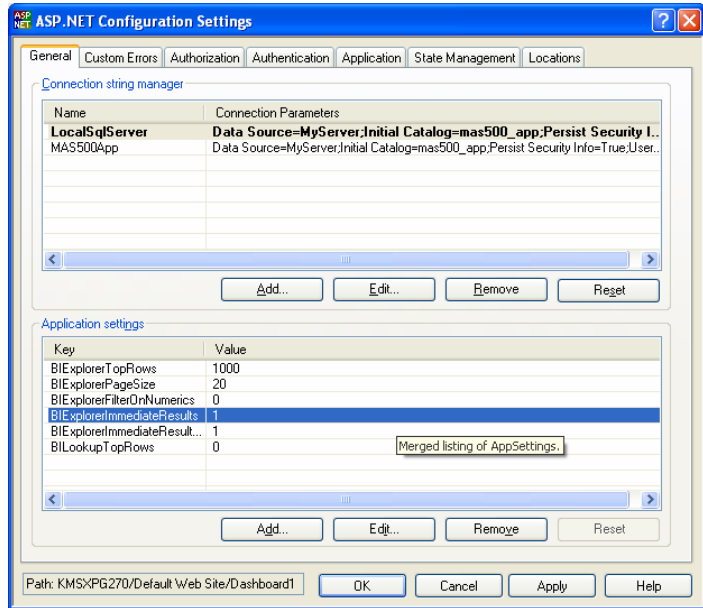 ASP.NET Configuration Settings
General Custom Errors Authorization Authentication Application State Management Locations
Connection string manager
Name Connection Parameters
LocalSqlServer Data Source=MyServer;Initial Catalog=mas500_app;Persist Security I..
MAS500App Data Source=MyServer;Initial Catalog=mas500_app;Persist Security Info=True;User..
Add... Edit... Remove Reset
Application settings
Key Value
BIExplorerTopRows 1000
BIExplorerPageSize 20
BIExplorerFilterOnNumerics 0
BIExplorerImmediateResults 1
BIExplorerImmediateResult... 1
BILookupTopRows 0
Merged listing of AppSettings.
Add... Edit... Remove Reset
Path: KMSXPG270/Default Web Site/Dashboard1 OK Cancel Apply Help